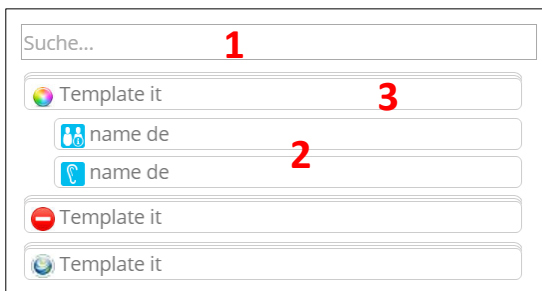 Suche...
1
Template it
3
name de
2
name de
Template it
Template it